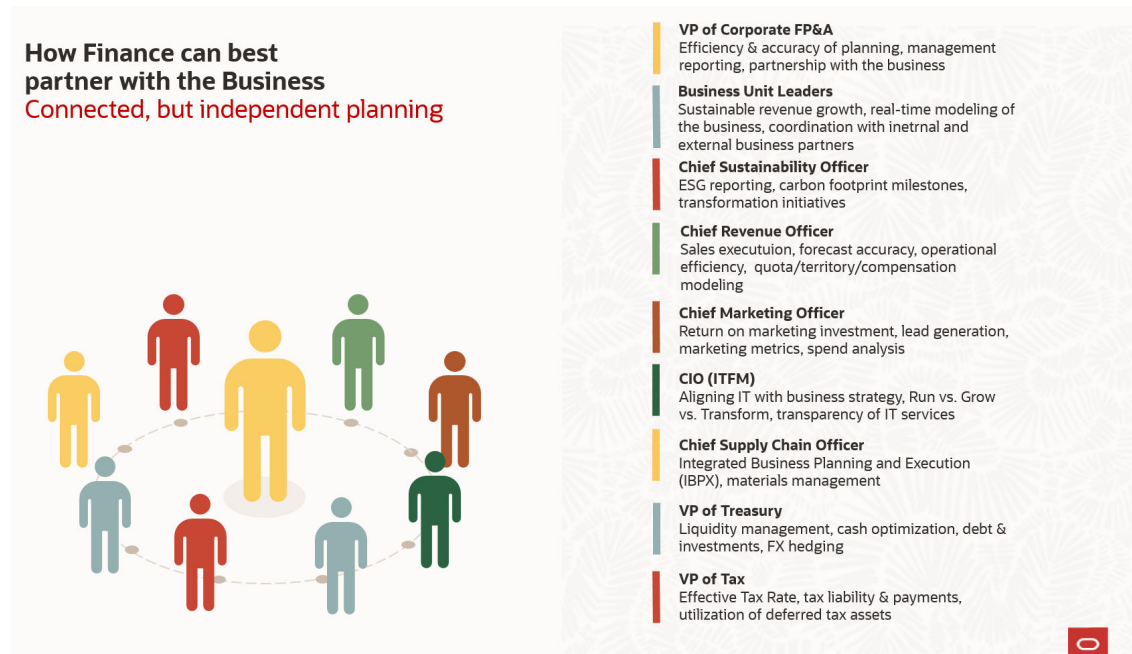 How Finance can best
partner with the Business
Connected, but independent planning
VP of Corporate FP&A
Efficiency & accuracy of planning, management
reporting, partnership with the business
Business Unit Leaders
Sustainable revenue growth, real-time modeling of
the business, coordination with inetrnal and
external business partners
Chief Sustainability Officer
ESG reporting, carbon footprint milestones,
transformation initiatives
Chief Revenue Officer
Sales executuion, forecast accuracy, operational
efficiency, quota/territory/compensation
modeling
Chief Marketing Officer
Return on marketing investment, lead generation,
marketing metrics, spend analysis
CIO (ITFM)
Aligning IT with business strategy, Run vs. Grow
vs. Transform, transparency of IT services
Chief Supply Chain Officer
Integrated Business Planning and Execution
(IBPX), materials management
VP of Treasury
Liquidity management, cash optimization, debt &
investments, FX hedging
VP of Tax
Effective Tax Rate, tax liability & payments,
utilization of deferred tax assets